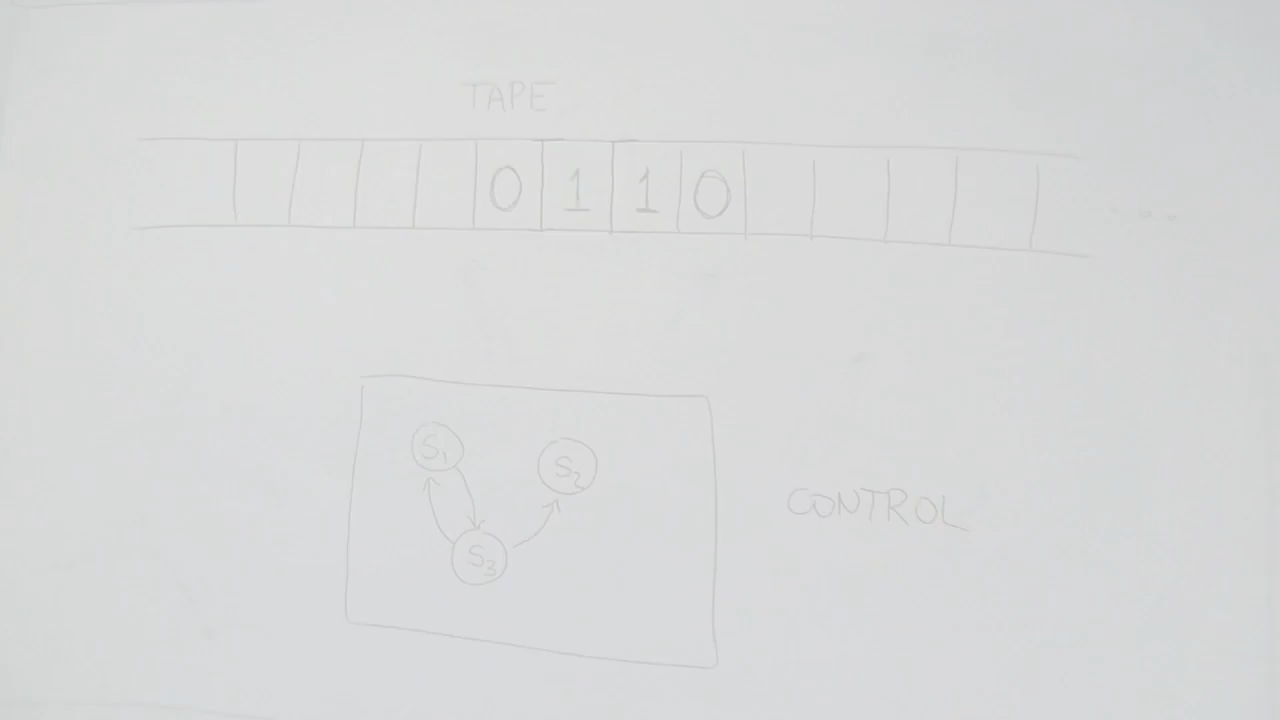 TAPE
0 1 1 0 ...
S1 S2
S3
CONTROL